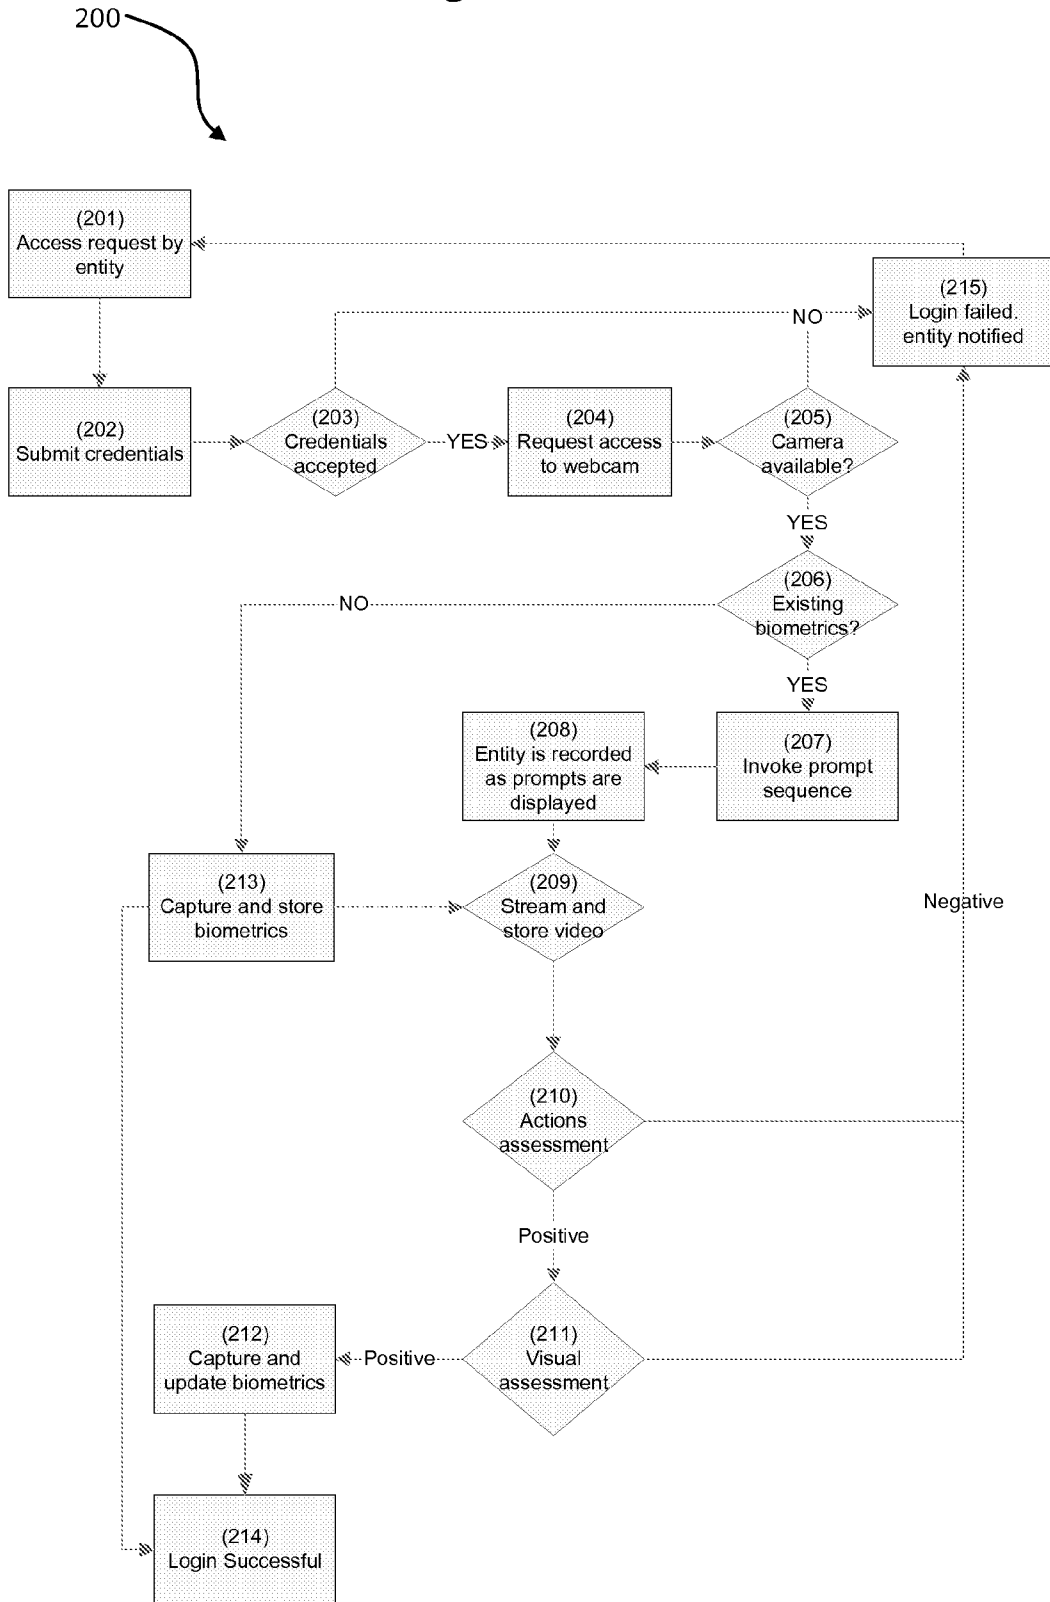 200
(201)
Access request by
entity
(215)
Login failed.
entity notified
NO
(202)
Submit credentials
(203)
Credentials
accepted
YES
(204)
Request access
to webcam
(205)
Camera
available?
YES
(206)
Existing
biometrics?
NO
YES
(208)
Entity is recorded
as prompts are
displayed
(207)
Invoke prompt
sequence
(213)
Capture and store
biometrics
(209)
Stream and
store video
Negative
(210)
Actions
assessment
Positive
(212)
Capture and
update biometrics
Positive
(211)
Visual
assessment
(214)
Login Successful